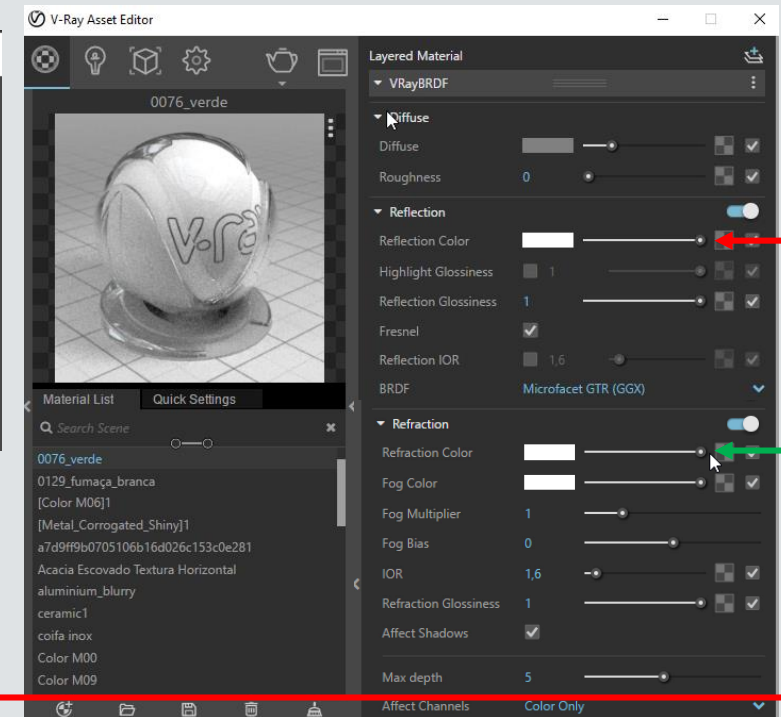 V-Ray Asset Editor
0076_verde
v-ra
Material List Quick Settings
Search Scene
0076_verde
0129_fumaça_branca
[Color M06]1
[Metal_Corrogated_Shiny]1
a7d9ff9b0705106b16d026c153c0e281
Acacia Escovado Textura Horizontal
aluminium_blurry
ceramic1
coifa inox
Color M00
Color M09
Layered Material
VRayBRDF
Diffuse
Diffuse
Roughness 0
Reflection
Reflection Color
Highlight Glossiness 1
Reflection Glossiness 1
Fresnel
Reflection IOR 1,6
BRDF Microfacet GTR (GGX)
Refraction
Refraction Color
Fog Color
Fog Multiplier 1
Fog Bias 0
IOR 1,6
Refraction Glossiness 1
Affect Shadows
Max depth 5
Affect Channels Color Only